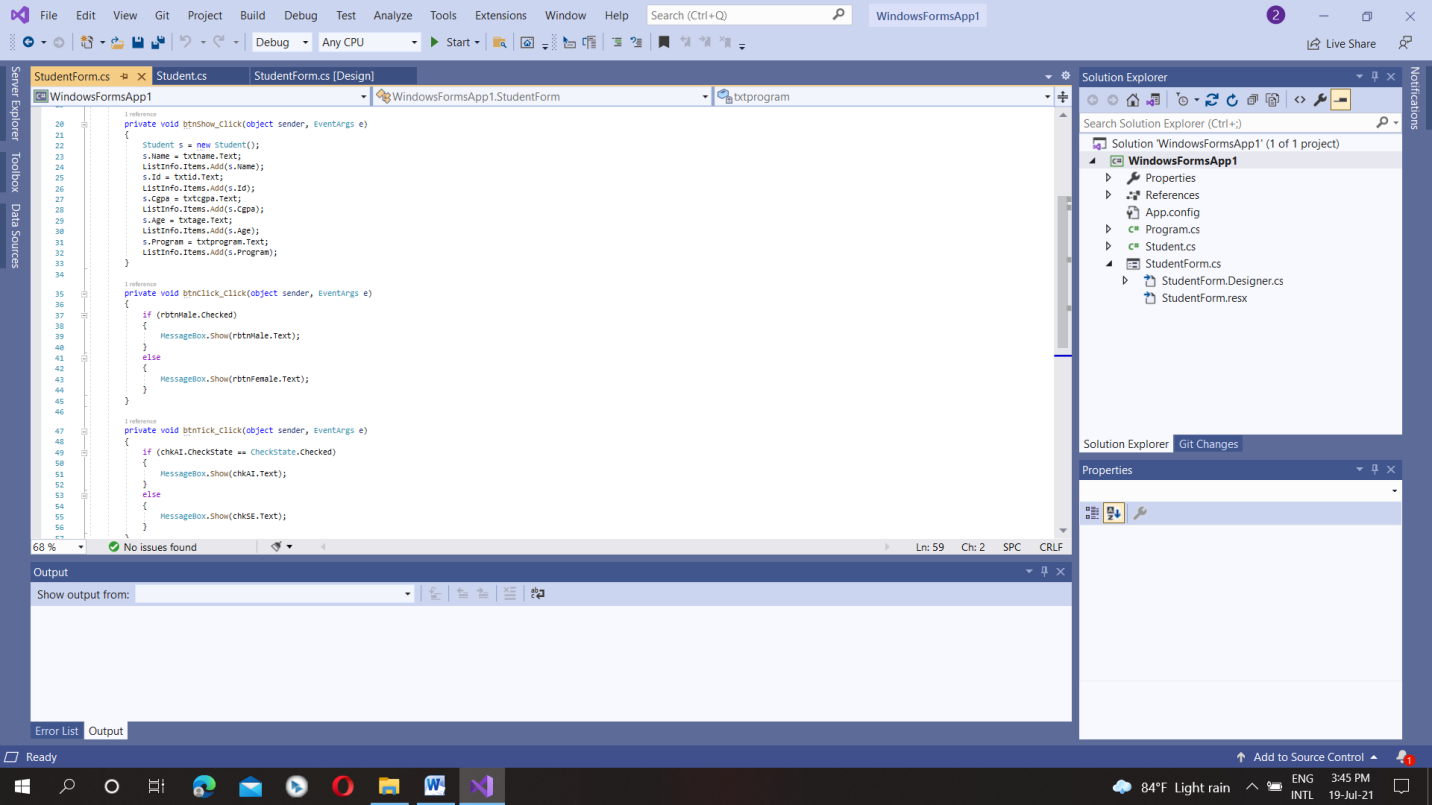 File Edit View Git Project Build Debug Test Analyze Tools Extensions Window Help Search (Ctrl+Q) WindowsFormsApp1 2
Debug Any CPU Start Live Share
Server Explorer
Toolbox
Data Sources
StudentForm.cs Student.cs StudentForm.cs [Design]
WindowsFormsApp1 WindowsFormsApp1.StudentForm txtprogram
1 reference
20 private void btnShow_Click(object sender, EventArgs e)
21 {
22 Student s = new Student();
23 s.Name = txtname.Text;
24 ListInfo.Items.Add(s.Name);
25 s.Id = txtid.Text;
26 ListInfo.Items.Add(s.Id);
27 s.Cgpa = txtcgpa.Text;
28 ListInfo.Items.Add(s.Cgpa);
29 s.Age = txtage.Text;
30 ListInfo.Items.Add(s.Age);
31 s.Program = txtprogram.Text;
32 ListInfo.Items.Add(s.Program);
33 }
34
1 reference
35 private void btnClick_Click(object sender, EventArgs e)
36 {
37 if (rbtnMale.Checked)
38 {
39 MessageBox.Show(rbtnMale.Text);
40 }
41 else
42 {
43 MessageBox.Show(rbtnFemale.Text);
44 }
45 }
46
1 reference
47 private void btnTick_Click(object sender, EventArgs e)
48 {
49 if (chkAI.CheckState == CheckState.Checked)
50 {
51 MessageBox.Show(chkAI.Text);
52 }
53 else
54 {
55 MessageBox.Show(chkSE.Text);
56 }
57 }
68 % No issues found Ln: 59 Ch: 2 SPC CRLF
Output
Show output from:
Error List Output
Solution Explorer
Search Solution Explorer (Ctrl+;)
Solution 'WindowsFormsApp1' (1 of 1 project)
WindowsFormsApp1
Properties
References
App.config
Program.cs
Student.cs
StudentForm.cs
StudentForm.Designer.cs
StudentForm.resx
Solution Explorer Git Changes
Properties
Notifications
Ready Add to Source Control 1
84°F Light rain ENG INTL 3:45 PM 19-Jul-21